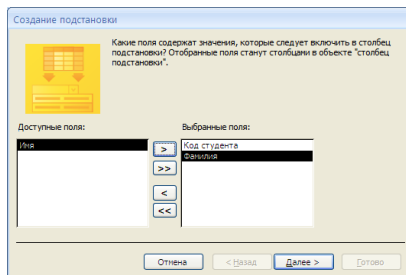 Создание подстановки
Какие поля содержат значения, которые следует включить в столбец
подстановки? Отобранные поля станут столбцами в объекте "столбец
подстановки".
Доступные поля:
Выбранные поля:
Имя
Код студента
Фамилия
>
>>
<
<<
Отмена
< Назад
Далее >
Готово